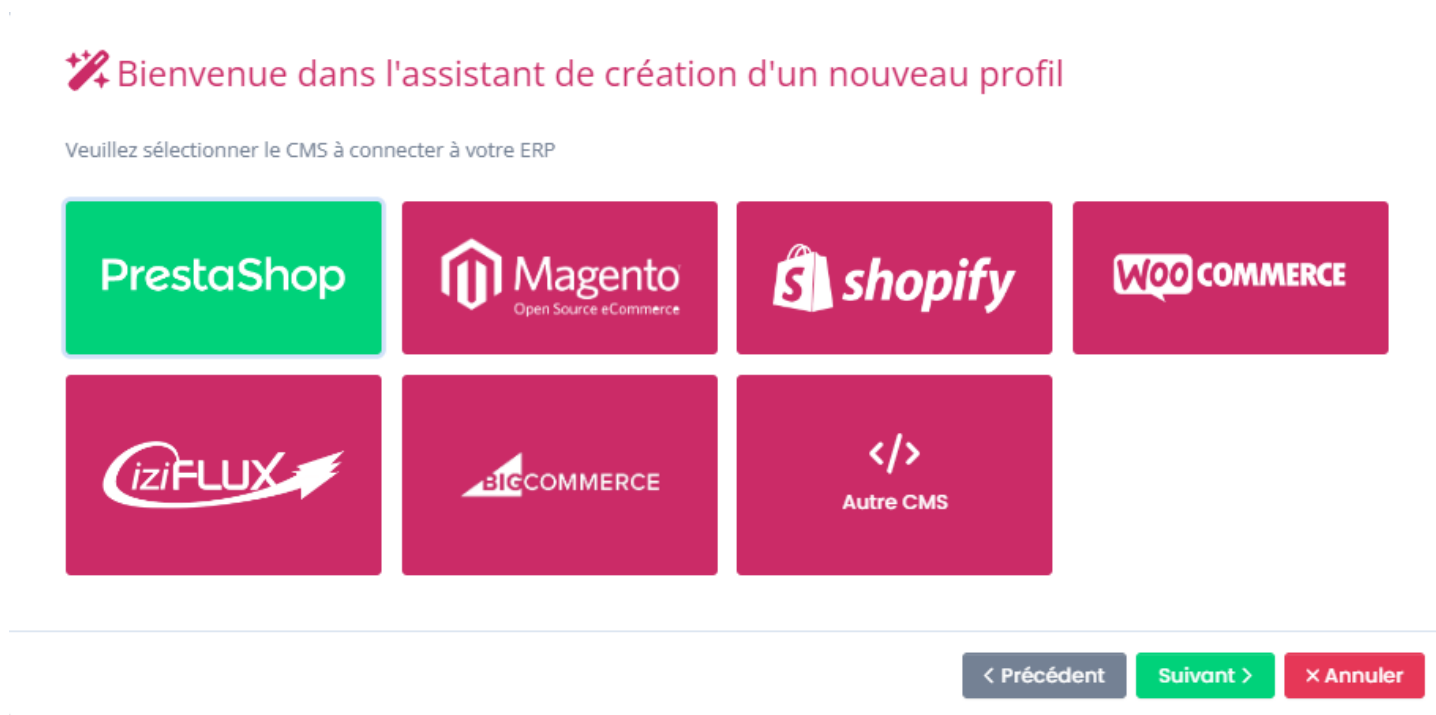 Bienvenue dans l'assistant de création d'un nouveau profil
Veuillez sélectionner le CMS à connecter à votre ERP
PrestaShop
Magento
Open Source eCommerce
shopify
WOO COMMERCE
iziFLUX
BIGCOMMERCE
</>
Autre CMS
< Précédent
Suivant >
× Annuler